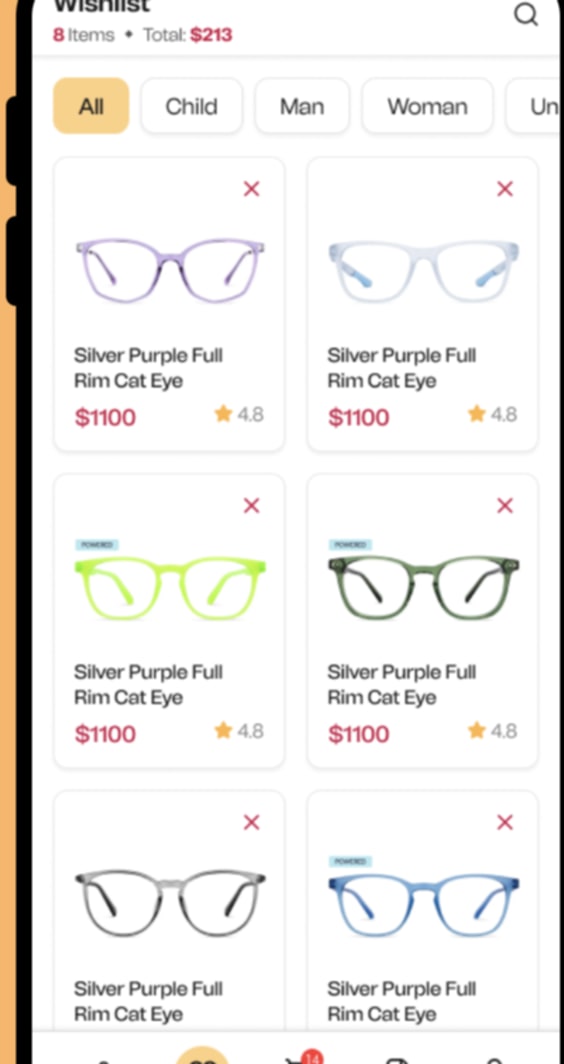 Wishlist
8 Items • Total: $213
All Child Man Woman Un
Silver Purple Full
Rim Cat Eye
$1100 4.8
Silver Purple Full
Rim Cat Eye
$1100 4.8
POWERED
Silver Purple Full
Rim Cat Eye
$1100 4.8
POWERED
Silver Purple Full
Rim Cat Eye
$1100 4.8
Silver Purple Full
Rim Cat Eye
POWERED
Silver Purple Full
Rim Cat Eye
14